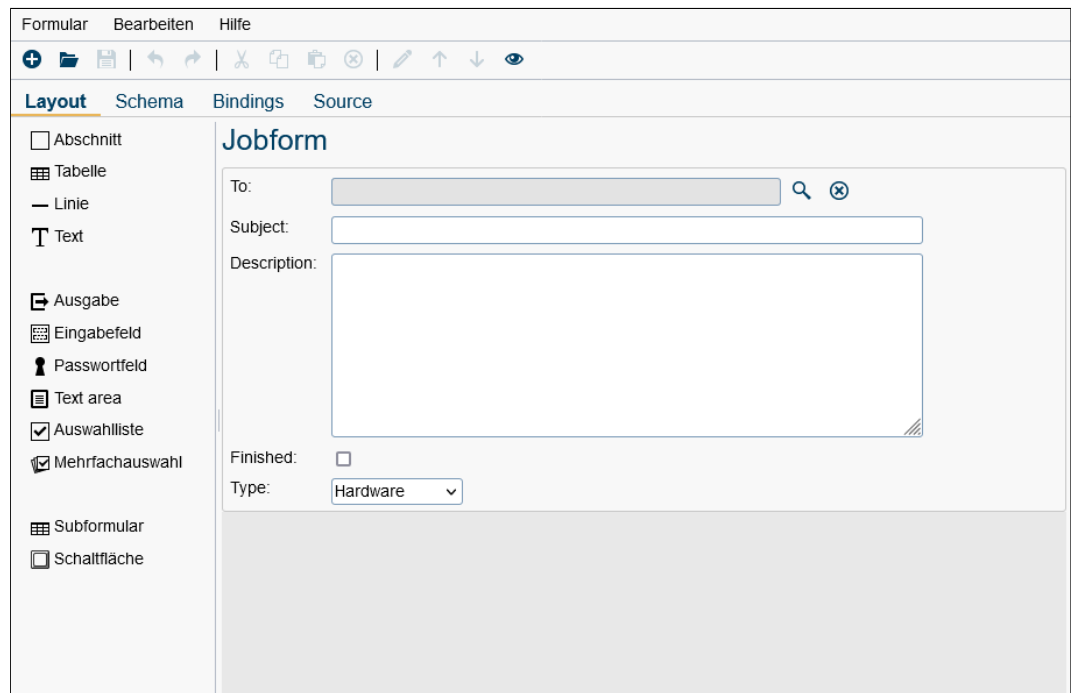 Formular Bearbeiten Hilfe
Layout Schema Bindings Source
Abschnitt
Tabelle
Linie
Text
Ausgabe
Eingabefeld
Passwortfeld
Text area
Auswahlliste
Mehrfachauswahl
Subformular
Schaltfläche
Jobform
To:
Subject:
Description:
Finished:
Type: Hardware